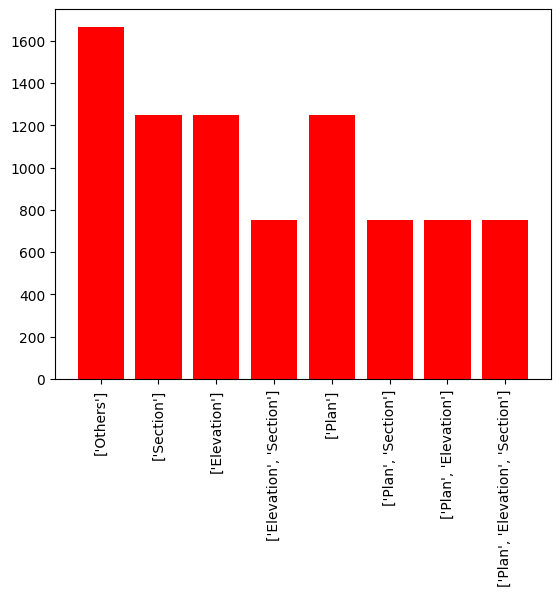 1600
1400
1200
1000
800
600
400
200
0
['Others']
['Section']
['Elevation']
['Elevation', 'Section']
['Plan']
['Plan', 'Section']
['Plan', 'Elevation']
['Plan', 'Elevation', 'Section']